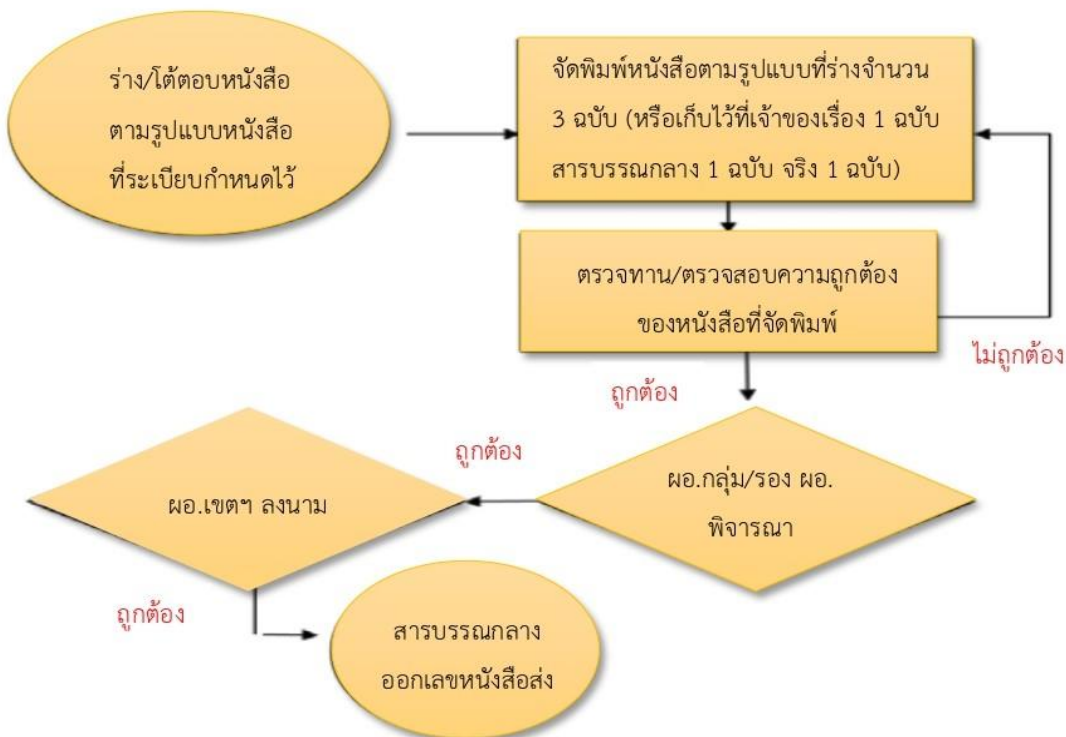 ร่าง/โต้ตอบหนังสือ
ตามรูปแบบหนังสือ
ที่ระเบียบกำหนดไว้
จัดพิมพ์หนังสือตามรูปแบบที่ร่างจำนวน
3 ฉบับ (หรือเก็บไว้ที่เจ้าของเรื่อง 1 ฉบับ
สารบรรณกลาง 1 ฉบับ จริง 1 ฉบับ)
ตรวจทาน/ตรวจสอบความถูกต้อง
ของหนังสือที่จัดพิมพ์
ไม่ถูกต้อง
ถูกต้อง
ผอ.กลุ่ม/รอง ผอ.
พิจารณา
ถูกต้อง
ผอ.เขตฯ ลงนาม
ถูกต้อง
สารบรรณกลาง
ออกเลขหนังสือส่ง